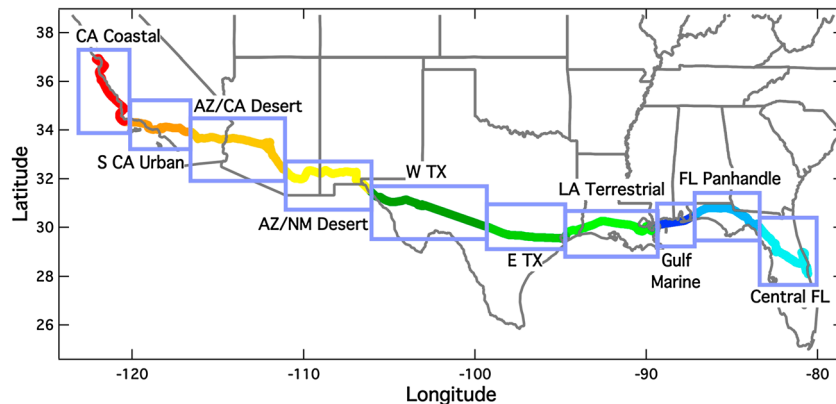 38
36
34
32
30
28
26
Latitude
CA Coastal
AZ/CA Desert
S CA Urban
W TX
AZ/NM Desert
LA Terrestrial
FL Panhandle
E TX
Gulf
Marine
Central FL
-120
-110
-100
-90
-80
Longitude